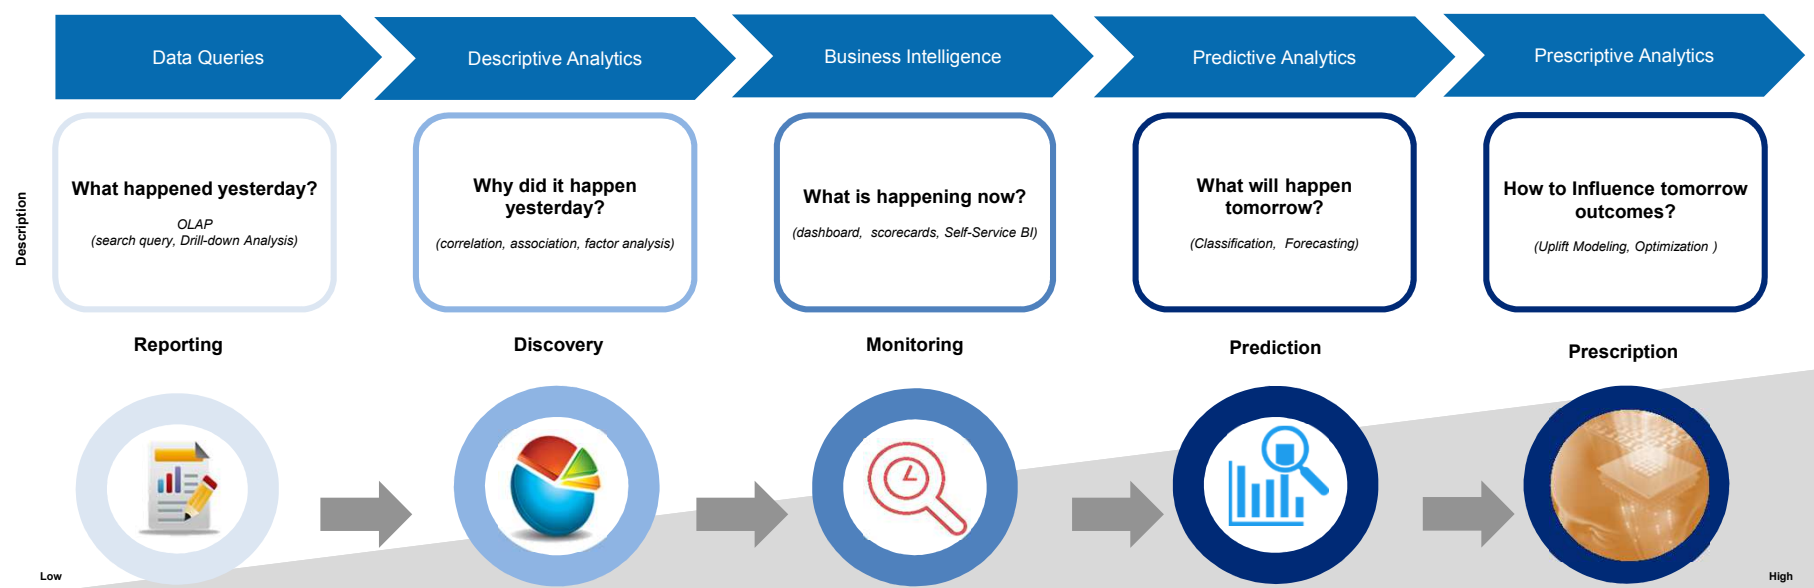 Data Queries
Descriptive Analytics
Business Intelligence
Predictive Analytics
Prescriptive Analytics
Description
What happened yesterday?
OLAP
(search query, Drill-down Analysis)
Why did it happen
yesterday?
(correlation, association, factor analysis)
What is happening now?
(dashboard, scorecards, Self-Service BI)
What will happen
tomorrow?
(Classification, Forecasting)
How to Influence tomorrow
outcomes?
(Uplift Modeling, Optimization )
Reporting
Discovery
Monitoring
Prediction
Prescription
Low
High